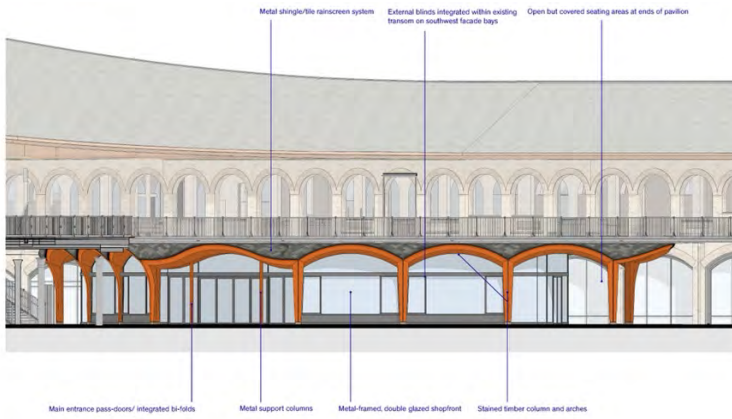 Metal shingle/tile rainscreen system
External blinds integrated within existing
transom on southwest facade bays
Open but covered seating areas at ends of pavilion
Main entrance pass-doors/ integrated bi-folds
Metal support columns
Metal-framed, double glazed shopfront
Stained timber column and arches